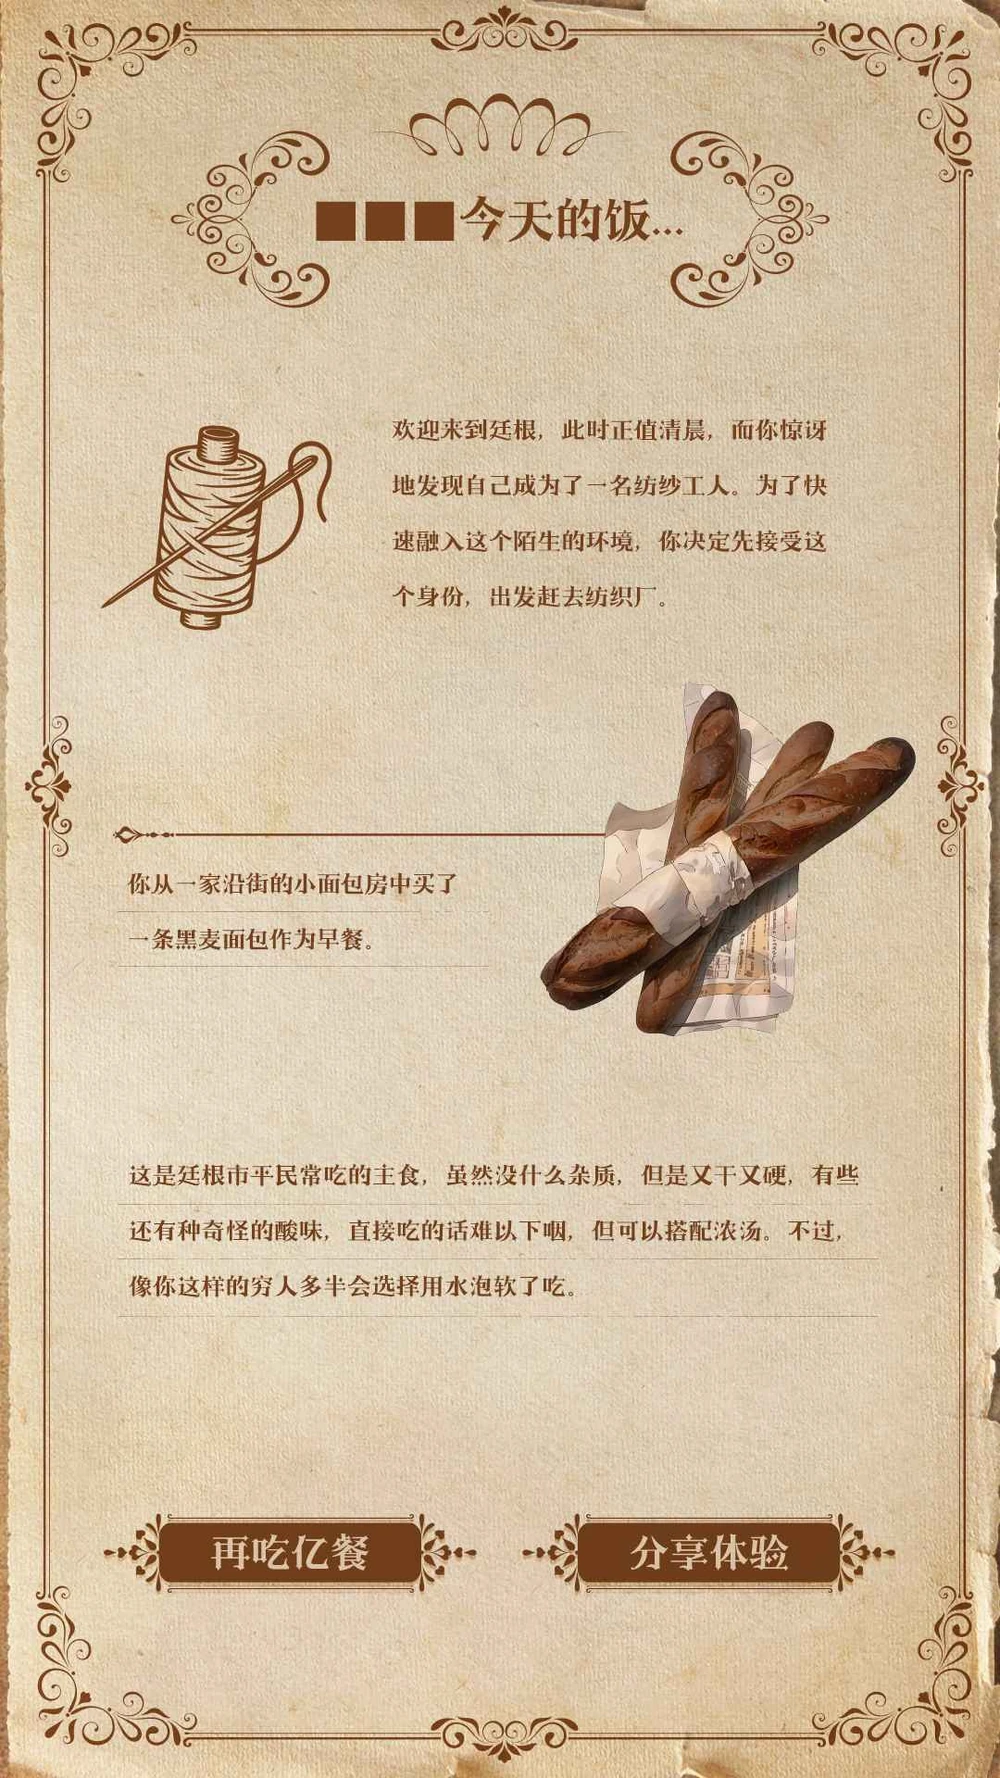 ■■■今天的饭...
欢迎来到廷根，此时正值清晨，而你惊讶
地发现自己成为了一名纺纱工人。为了快
速融入这个陌生的环境，你决定先接受这
个身份，出发赶去纺织厂。
你从一家沿街的小面包房中买了
一条黑麦面包作为早餐。
这是廷根市平民常吃的主食，虽然没什么杂质，但是又干又硬，有些
还有种奇怪的酸味，直接吃的话难以下咽，但可以搭配浓汤。不过，
像你这样的穷人多半会选择用水泡软了吃。
再吃亿餐
分享体验